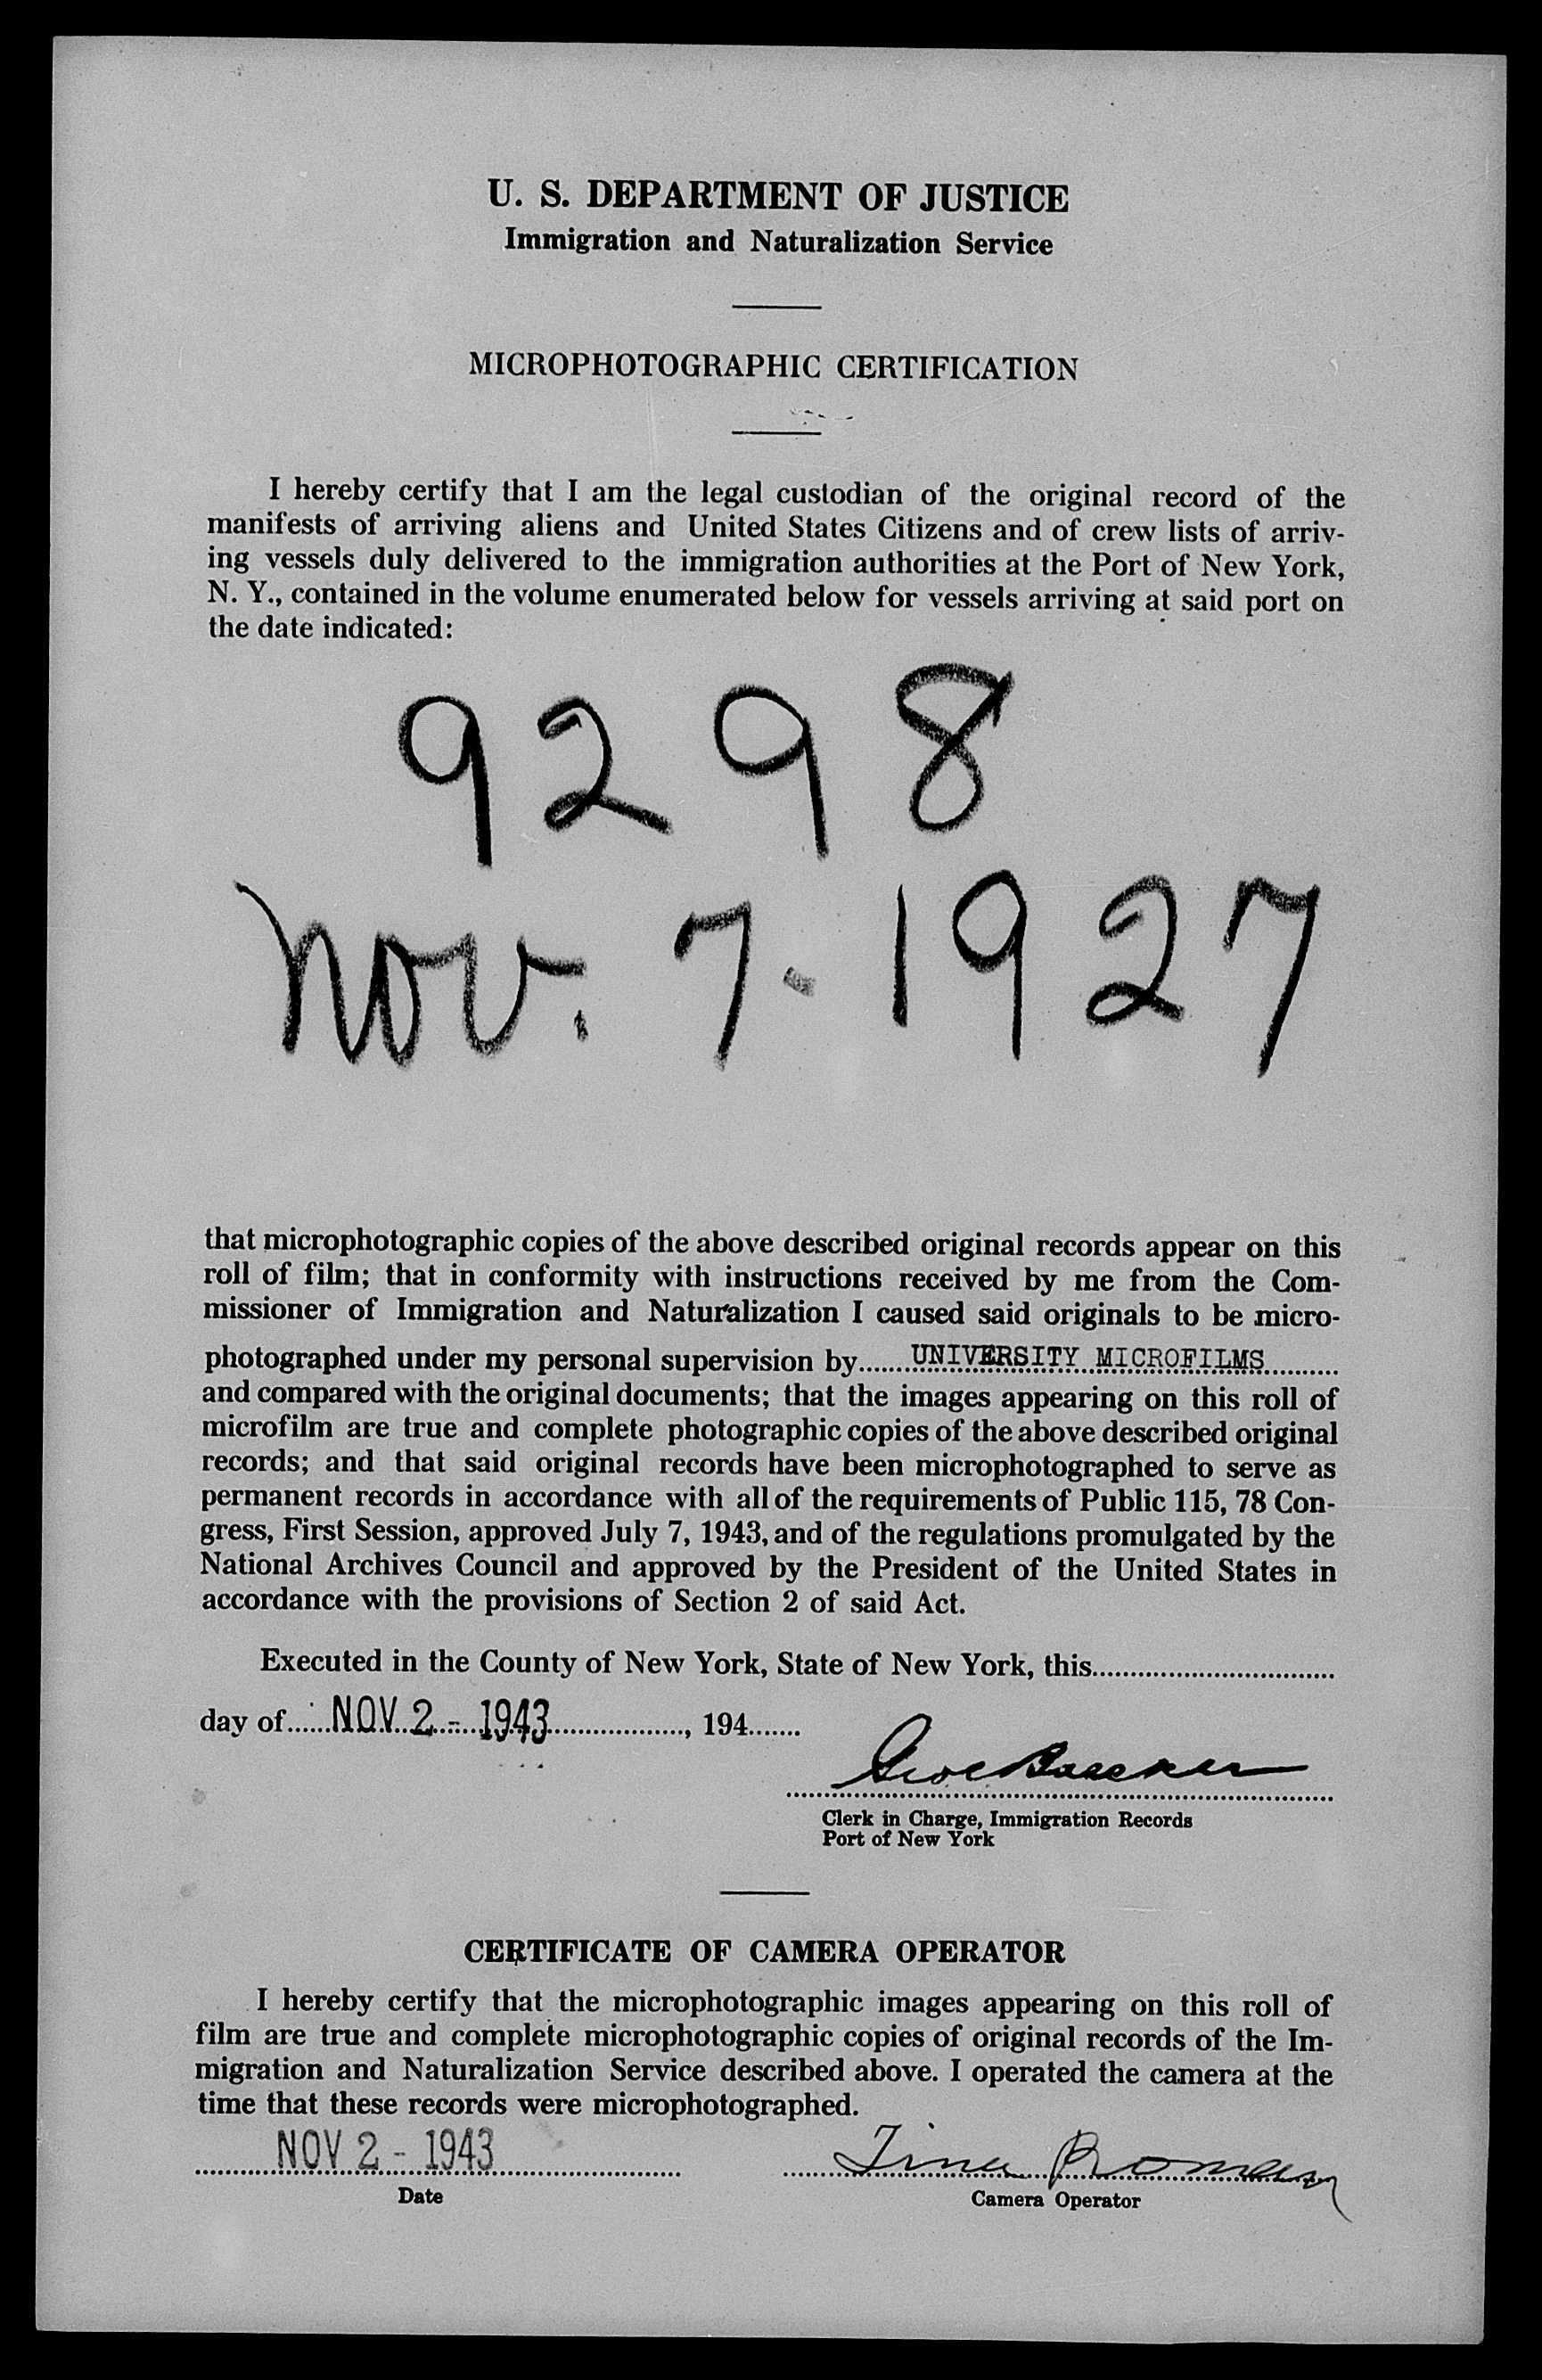 U. S. DEPARTMENT OF JUSTICE
Immigration and Naturalization Service
MICROPHOTOGRAPHIC CERTIFICATION
I hereby certify that I am the legal custodian of the original record of the
manifests of arriving aliens and United States Citizens and of crew lists of arriv-
ing vessels duly delivered to the immigration authorities at the Port of New York,
N. Y., contained in the volume enumerated below for vessels arriving at said port on
the date indicated:
9298
Nov. 7 - 1927
that microphotographic copies of the above described original records appear on this
roll of film; that in conformity with instructions received by me from the Com-
missioner of Immigration and Naturalization I caused said originals to be micro-
photographed under my personal supervision by UNIVERSITY MICROFILMS
and compared with the original documents; that the images appearing on this roll of
microfilm are true and complete photographic copies of the above described original
records; and that said original records have been microphotographed to serve as
permanent records in accordance with all of the requirements of Public 115, 78 Con-
gress, First Session, approved July 7, 1943, and of the regulations promulgated by the
National Archives Council and approved by the President of the United States in
accordance with the provisions of Section 2 of said Act.
Executed in the County of New York, State of New York, this
day of NOV 2 - 1943, 194
Clerk in Charge, Immigration Records
Port of New York
CERTIFICATE OF CAMERA OPERATOR
I hereby certify that the microphotographic images appearing on this roll of
film are true and complete microphotographic copies of original records of the Im-
migration and Naturalization Service described above. I operated the camera at the
time that these records were microphotographed.
NOV 2 - 1943
Date
Camera Operator